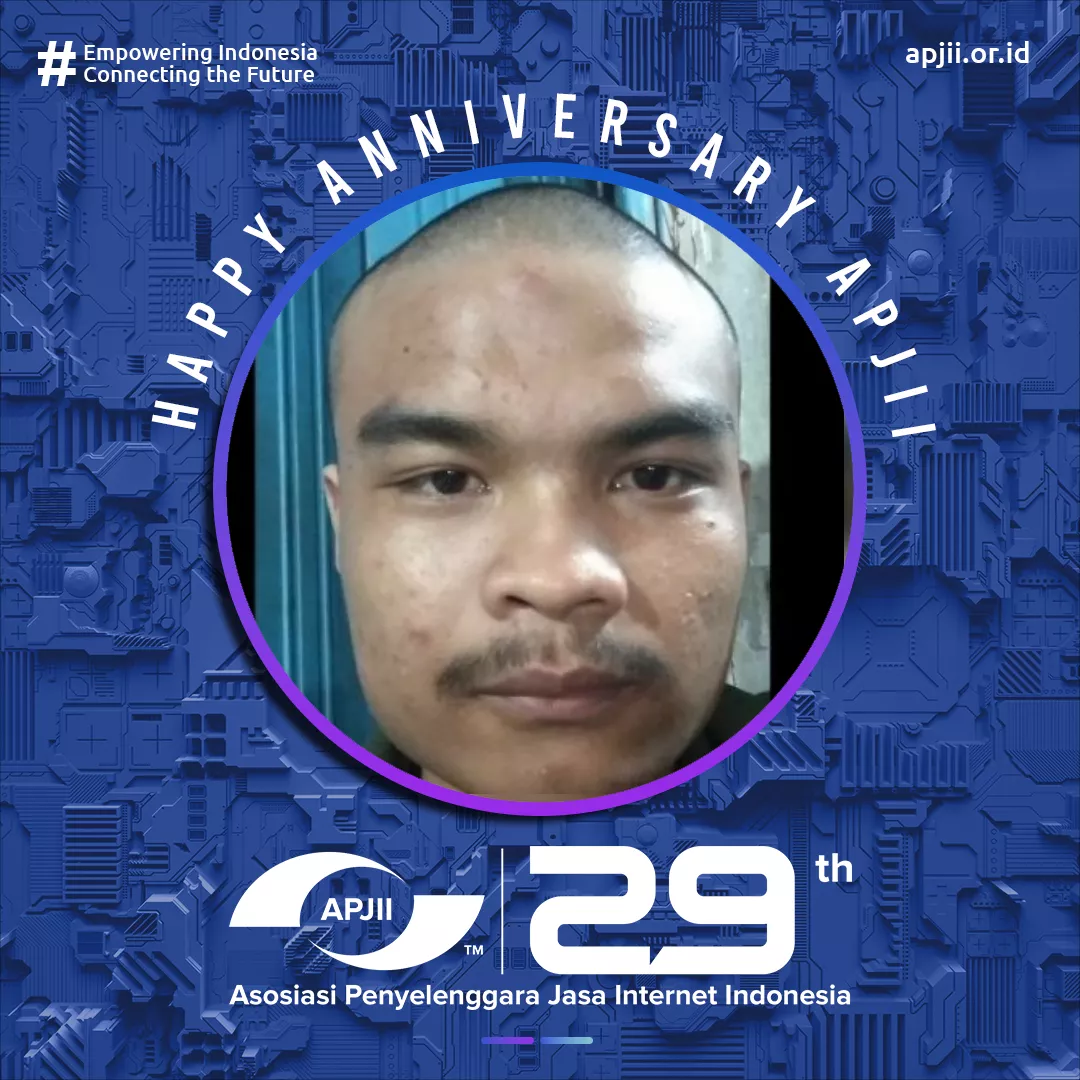 # Empowering Indonesia
Connecting the Future
apjii.or.id
HAPPY ANNIVERSARY APJII
APJII
TM
29th
Asosiasi Penyelenggara Jasa Internet Indonesia